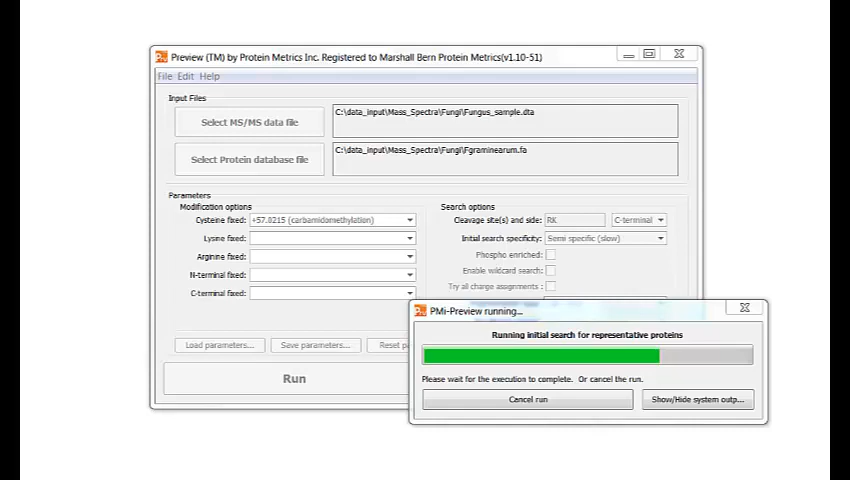 Preview (TM) by Protein Metrics Inc. Registered to Marshall Bern Protein Metrics(v1.10-51)
File Edit Help
Input Files
Select MS/MS data file
C:\data_input\Mass_Spectra\Fungi\Fungus_sample.dta
Select Protein database file
C:\data_input\Mass_Spectra\Fungi\Fgraminearum.fa
Parameters
Modification options
Cysteine fixed: +57.0215 (carbamidomethylation)
Lysine fixed:
Arginine fixed:
N-terminal fixed:
C-terminal fixed:
Search options
Cleavage site(s) and side: RK C-terminal
Initial search specificity: Semi specific (slow)
Phospho enriched:
Enable wildcard search:
Try all charge assignments :
Load parameters... Save parameters... Reset
Run
PMi-Preview running...
Running initial search for representative proteins
Please wait for the execution to complete. Or cancel the run.
Cancel run
Show/Hide system outp...